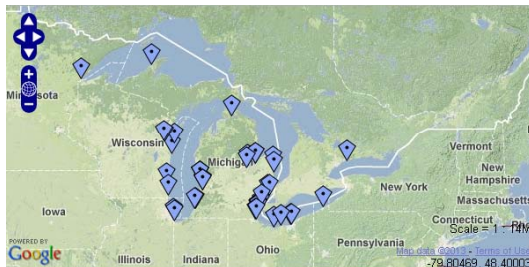 Minnesota
Wisconsin
Michigan
Vermont
New
Hampshire
New York
Massachusetts
Iowa
Connecticut
Scale = 1 : 14M
Pennsylvania
Ohio
Illinois
Indiana
POWERED BY
Google
Map data ©2013 - Terms of Use
-79.80469, 48.40003